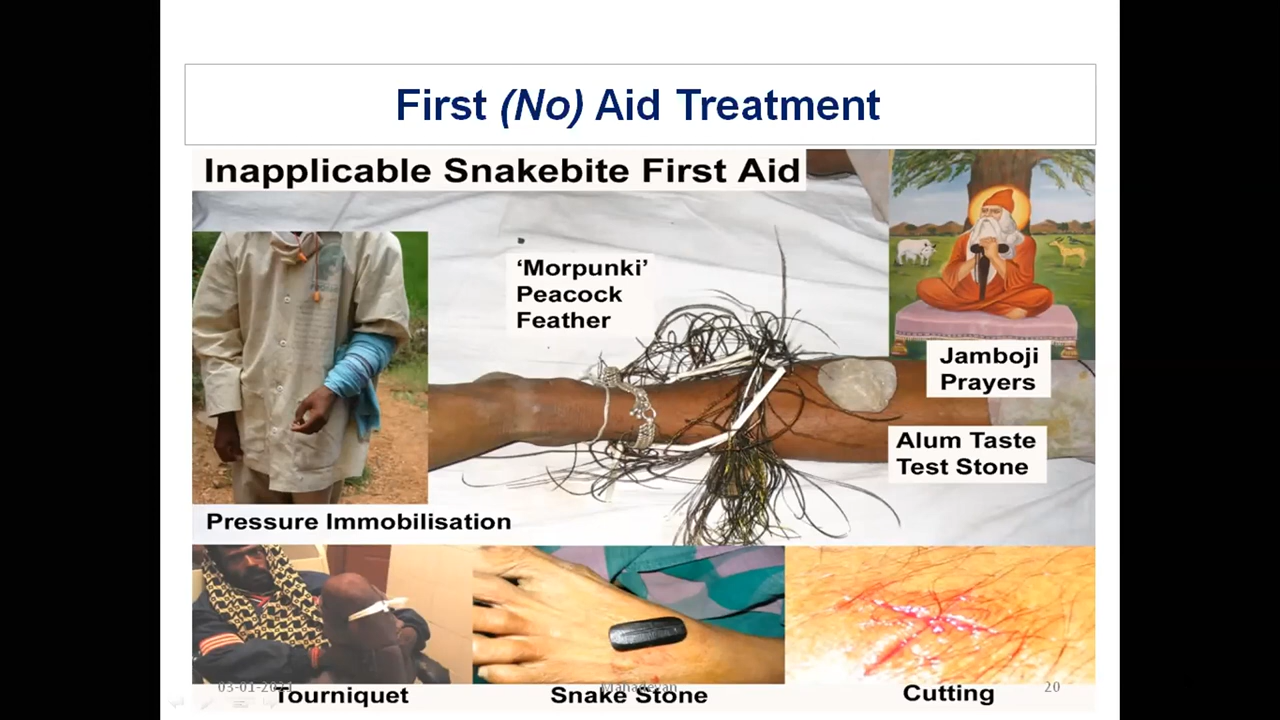 First (No) Aid Treatment
Inapplicable Snakebite First Aid
‘Morpunki’
Peacock
Feather
Jamboji
Prayers
Alum Taste
Test Stone
Pressure Immobilisation
Tourniquet
Snake Stone
Cutting
Mahadevan
20